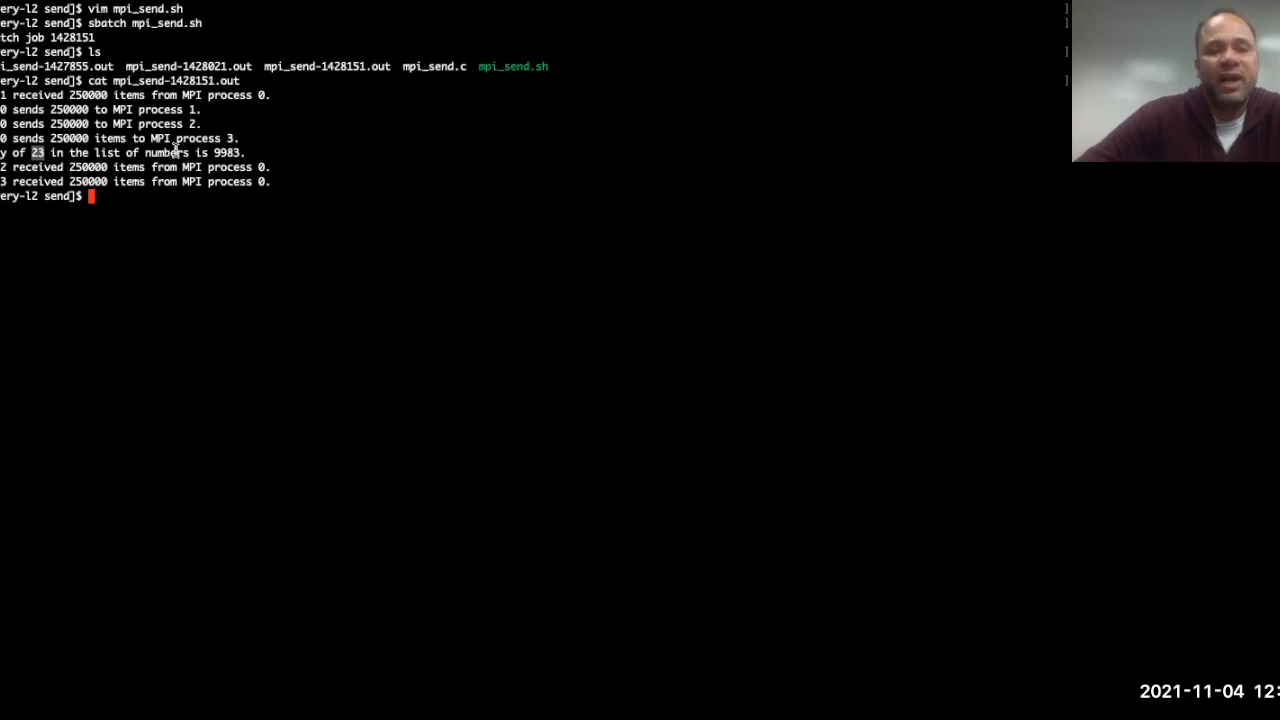 ery-l2 send]$ vim mpi_send.sh ]
ery-l2 send]$ sbatch mpi_send.sh ]
tch job 1428151
ery-l2 send]$ ls ]
i_send-1427855.out mpi_send-1428021.out mpi_send-1428151.out mpi_send.c mpi_send.sh
ery-l2 send]$ cat mpi_send-1428151.out ]
1 received 250000 items from MPI process 0.
0 sends 250000 to MPI process 1.
0 sends 250000 to MPI process 2.
0 sends 250000 items to MPI process 3.
y of 23 in the list of numbers is 9983.
2 received 250000 items from MPI process 0.
3 received 250000 items from MPI process 0.
ery-l2 send]$
2021-11-04 12: